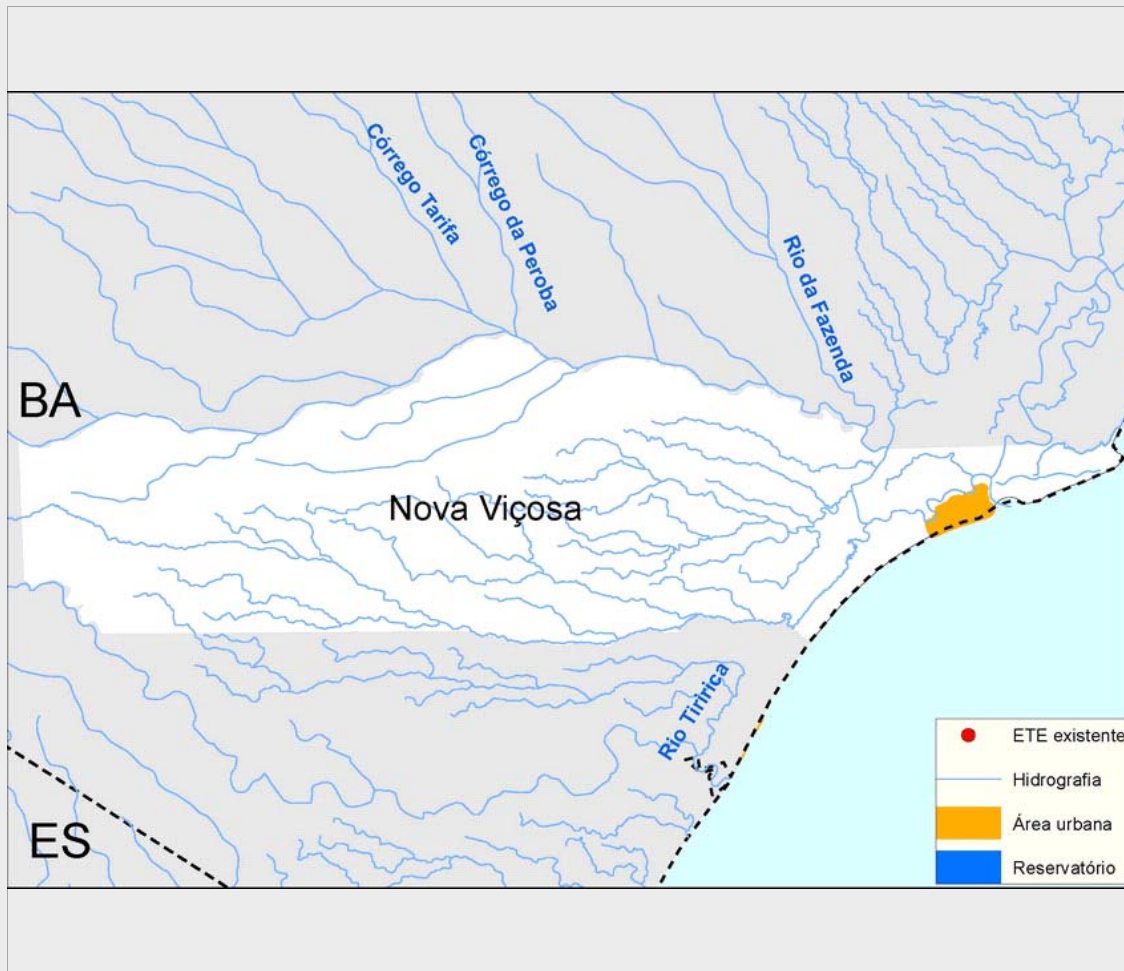 Córrego Tarifa
Córrego da Peroba
Rio da Fazenda
BA
Nova Viçosa
Rio Tiririca
ES
ETE existente
Hidrografia
Área urbana
Reservatório